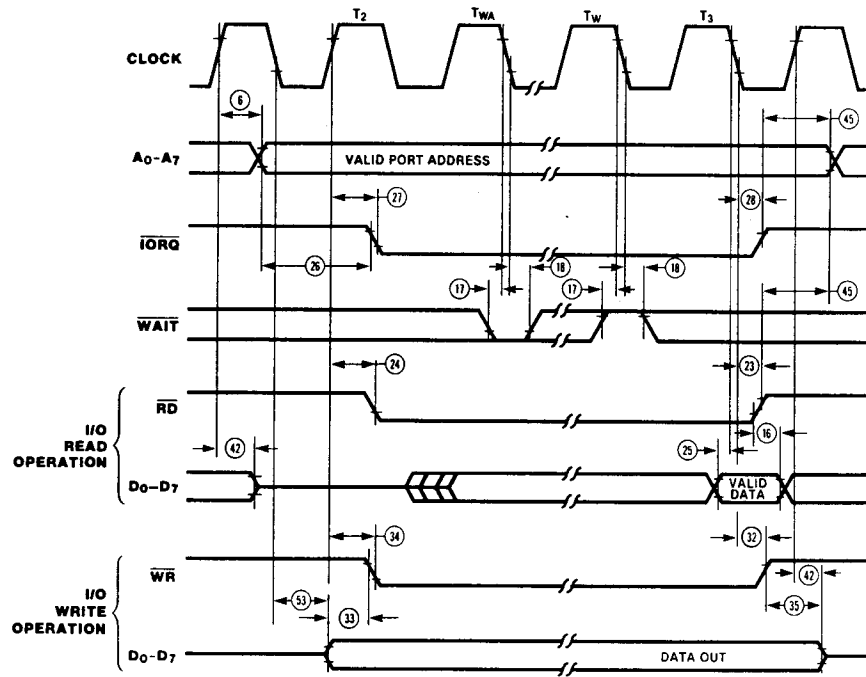 T2 TWA TW T3
CLOCK
6 45
A0-A7 VALID PORT ADDRESS
27 28
IORQ
26 18 18
17 17 45
WAIT
24 23
RD
I/O
READ
OPERATION
42 25 16
D0-D7 VALID
DATA
34 32
WR
42
I/O
WRITE
OPERATION
53 33 35
D0-D7 DATA OUT